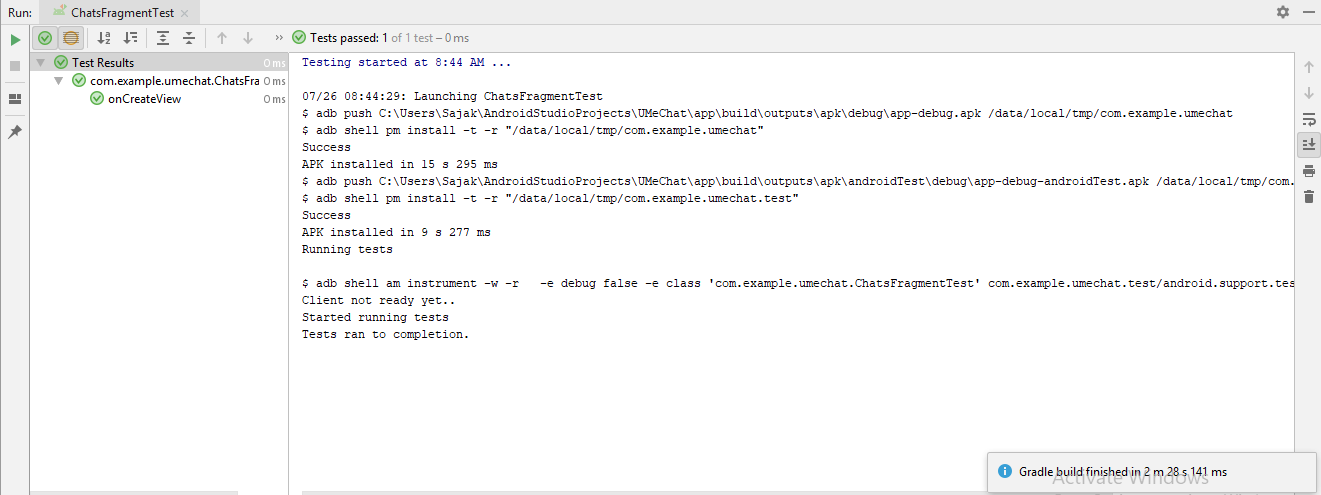 Run: ChatsFragmentTest
Tests passed: 1 of 1 test – 0 ms
Test Results 0 ms
com.example.umechat.ChatsFra 0 ms
onCreateView 0 ms
Testing started at 8:44 AM ...
07/26 08:44:29: Launching ChatsFragmentTest
$ adb push C:\Users\Sajak\AndroidStudioProjects\UMeChat\app\build\outputs\apk\debug\app-debug.apk /data/local/tmp/com.example.umechat
$ adb shell pm install -t -r "/data/local/tmp/com.example.umechat"
Success
APK installed in 15 s 295 ms
$ adb push C:\Users\Sajak\AndroidStudioProjects\UMeChat\app\build\outputs\apk\androidTest\debug\app-debug-androidTest.apk /data/local/tmp/com.
$ adb shell pm install -t -r "/data/local/tmp/com.example.umechat.test"
Success
APK installed in 9 s 277 ms
Running tests
$ adb shell am instrument -w -r   -e debug false -e class 'com.example.umechat.ChatsFragmentTest' com.example.umechat.test/android.support.tes
Client not ready yet..
Started running tests
Tests ran to completion.
Gradle build finished in 2 m 28 s 141 ms
Activate Windows